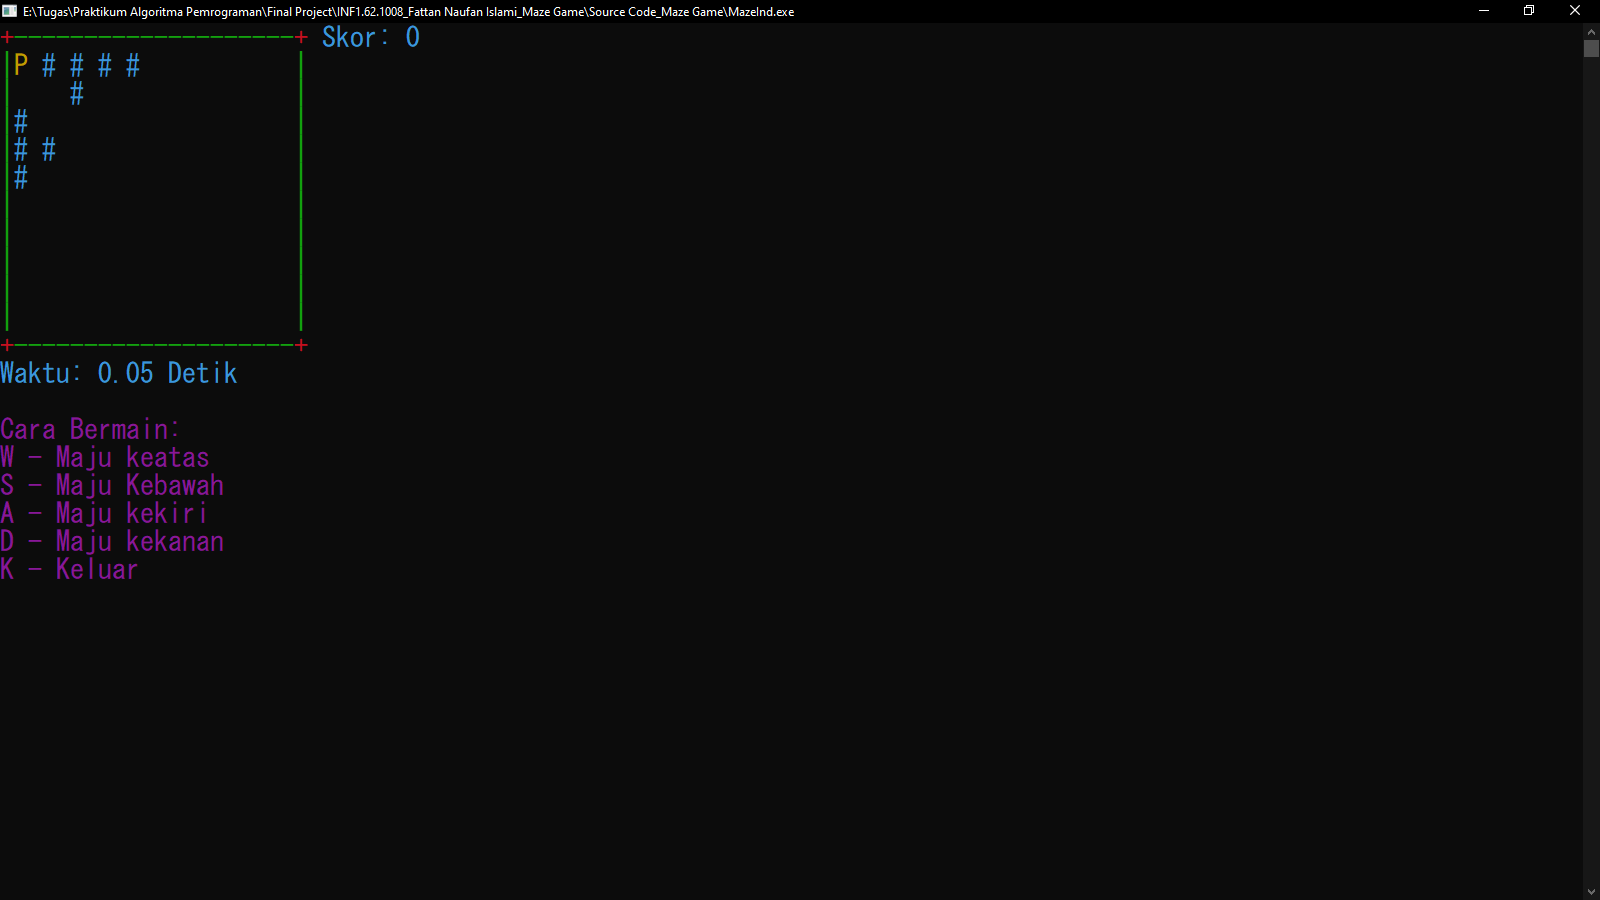 E:\Tugas\Praktikum Algoritma Pemrograman\Final Project\INF1.62.1008_Fattan Naufan Islami_Maze Game\Source Code_Maze Game\MazeInd.exe
+--------------------+ Skor: 0
|P # # # #           |
|    #               |
|#                   |
|# #                 |
|#                   |
|                    |
|                    |
|                    |
|                    |
|                    |
+--------------------+
Waktu: 0.05 Detik
Cara Bermain:
W - Maju keatas
S - Maju Kebawah
A - Maju kekiri
D - Maju kekanan
K - Keluar